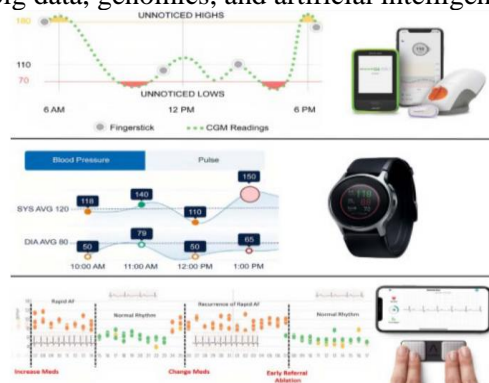 big data, genomics, and artificial intelligen
UNNOTICED HIGHS
180
110
70
UNNOTICED LOWS
6 AM 12 PM 6 PM
Fingerstick CGM Readings
Blood Pressure Pulse
150
140
118
110
SYS AVG 120
79
65
50 50
DIA AVG 80
10:00 AM 11:00 AM 12:00 PM 1:00 PM
Rapid AF Recurrence of Rapid AF
Normal Rhythm Normal Rhythm
Increase Meds Change Meds Early Referral
Ablation